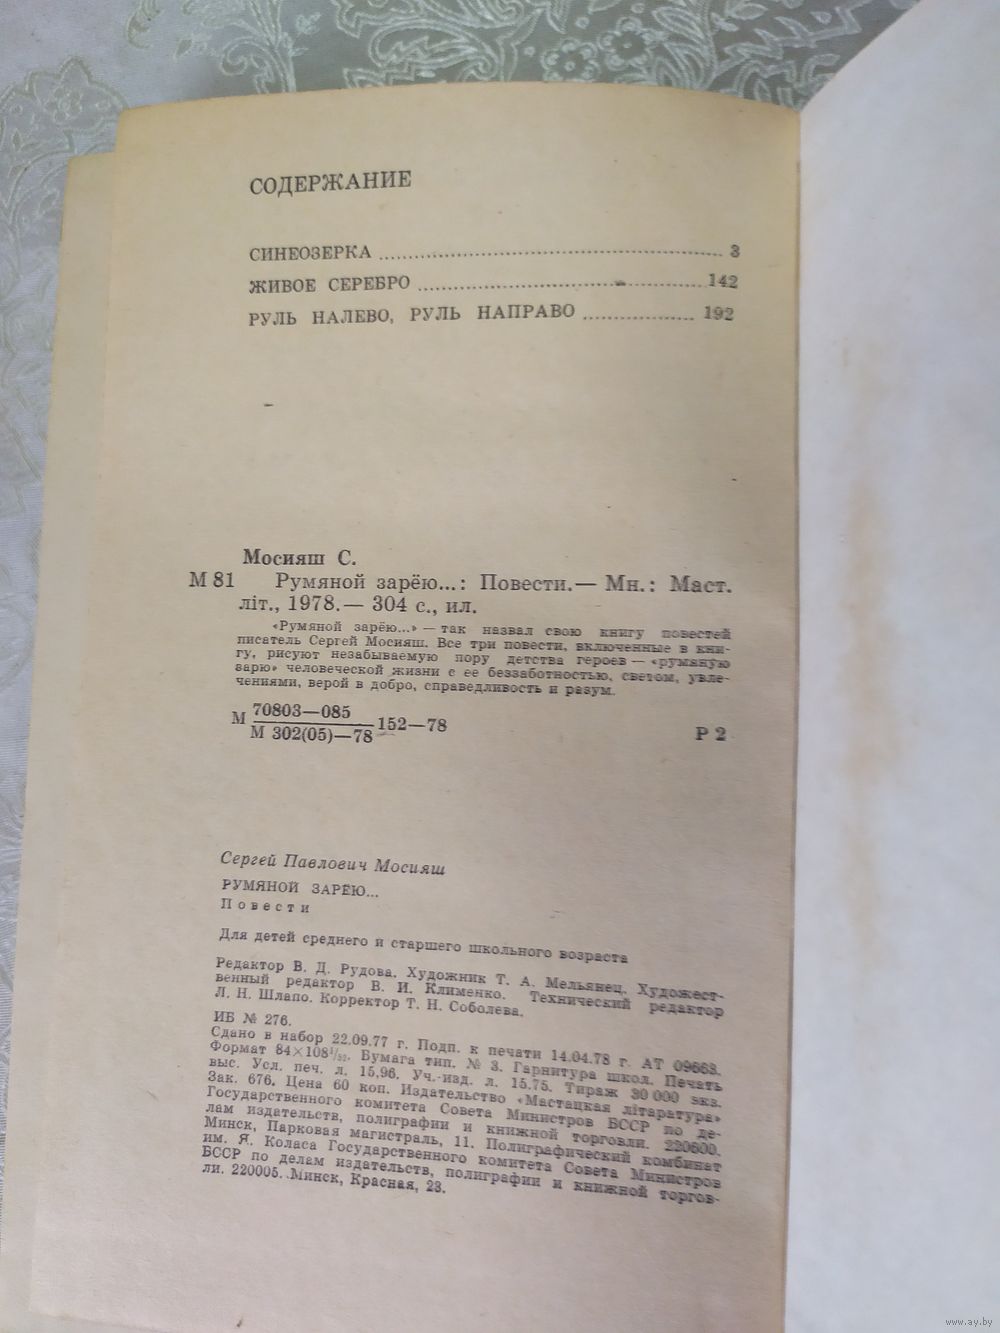 СОДЕРЖАНИЕ
СИНЕОЗЕРКА ........................ 3
ЖИВОЕ СЕРЕБРО ........................ 142
РУЛЬ НАЛЕВО, РУЛЬ НАПРАВО ................ 192
Мосияш С.
М 81 Румяной зарёю...: Повести.— Мн.: Маст.
літ., 1978.— 304 с., ил.
«Румяной зарёю...» — так назвал свою книгу повестей
писатель Сергей Мосияш. Все три повести, включенные в кни-
гу, рисуют незабываемую пору детства героев — «румяную
зарю» человеческой жизни с ее беззаботностью, светом, увле-
чениями, верой в добро, справедливость и разум.
М 70803—085
М 302(05)—78 152—78 Р 2
Сергей Павлович Мосияш
РУМЯНОЙ ЗАРЁЮ...
Повести
Для детей среднего и старшего школьного возраста
Редактор В. Д. Рудова. Художник Т. А. Мельянец. Художест-
венный редактор В. И. Клименко. Технический редактор
Л. Н. Шлапо. Корректор Т. Н. Соболева.
ИБ № 276.
Сдано в набор 22.09.77 г. Подп. к печати 14.04.78 г. АТ 09663.
Формат 84×108¹/₃₂. Бумага тип. № 3. Гарнитура школ. Печать
выс. Усл. печ. л. 15,96. Уч.-изд. л. 15,75. Тираж 30 000 экз.
Зак. 676. Цена 60 коп. Издательство «Мастацкая літаратура»
Государственного комитета Совета Министров БССР по де-
лам издательств, полиграфии и книжной торговли. 220600.
Минск, Парковая магистраль, 11. Полиграфический комбинат
им. Я. Коласа Государственного комитета Совета Министров
БССР по делам издательств, полиграфии и книжной торгов-
ли. 220005. Минск, Красная, 23.
www.ay.by